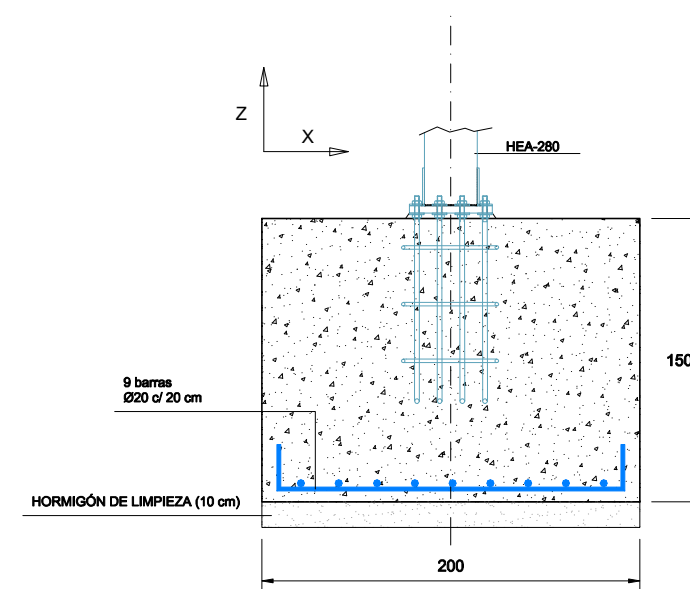 Z
X
HEA-280
150
9 barras
Ø20 c/ 20 cm
HORMIGÓN DE LIMPIEZA (10 cm)
200